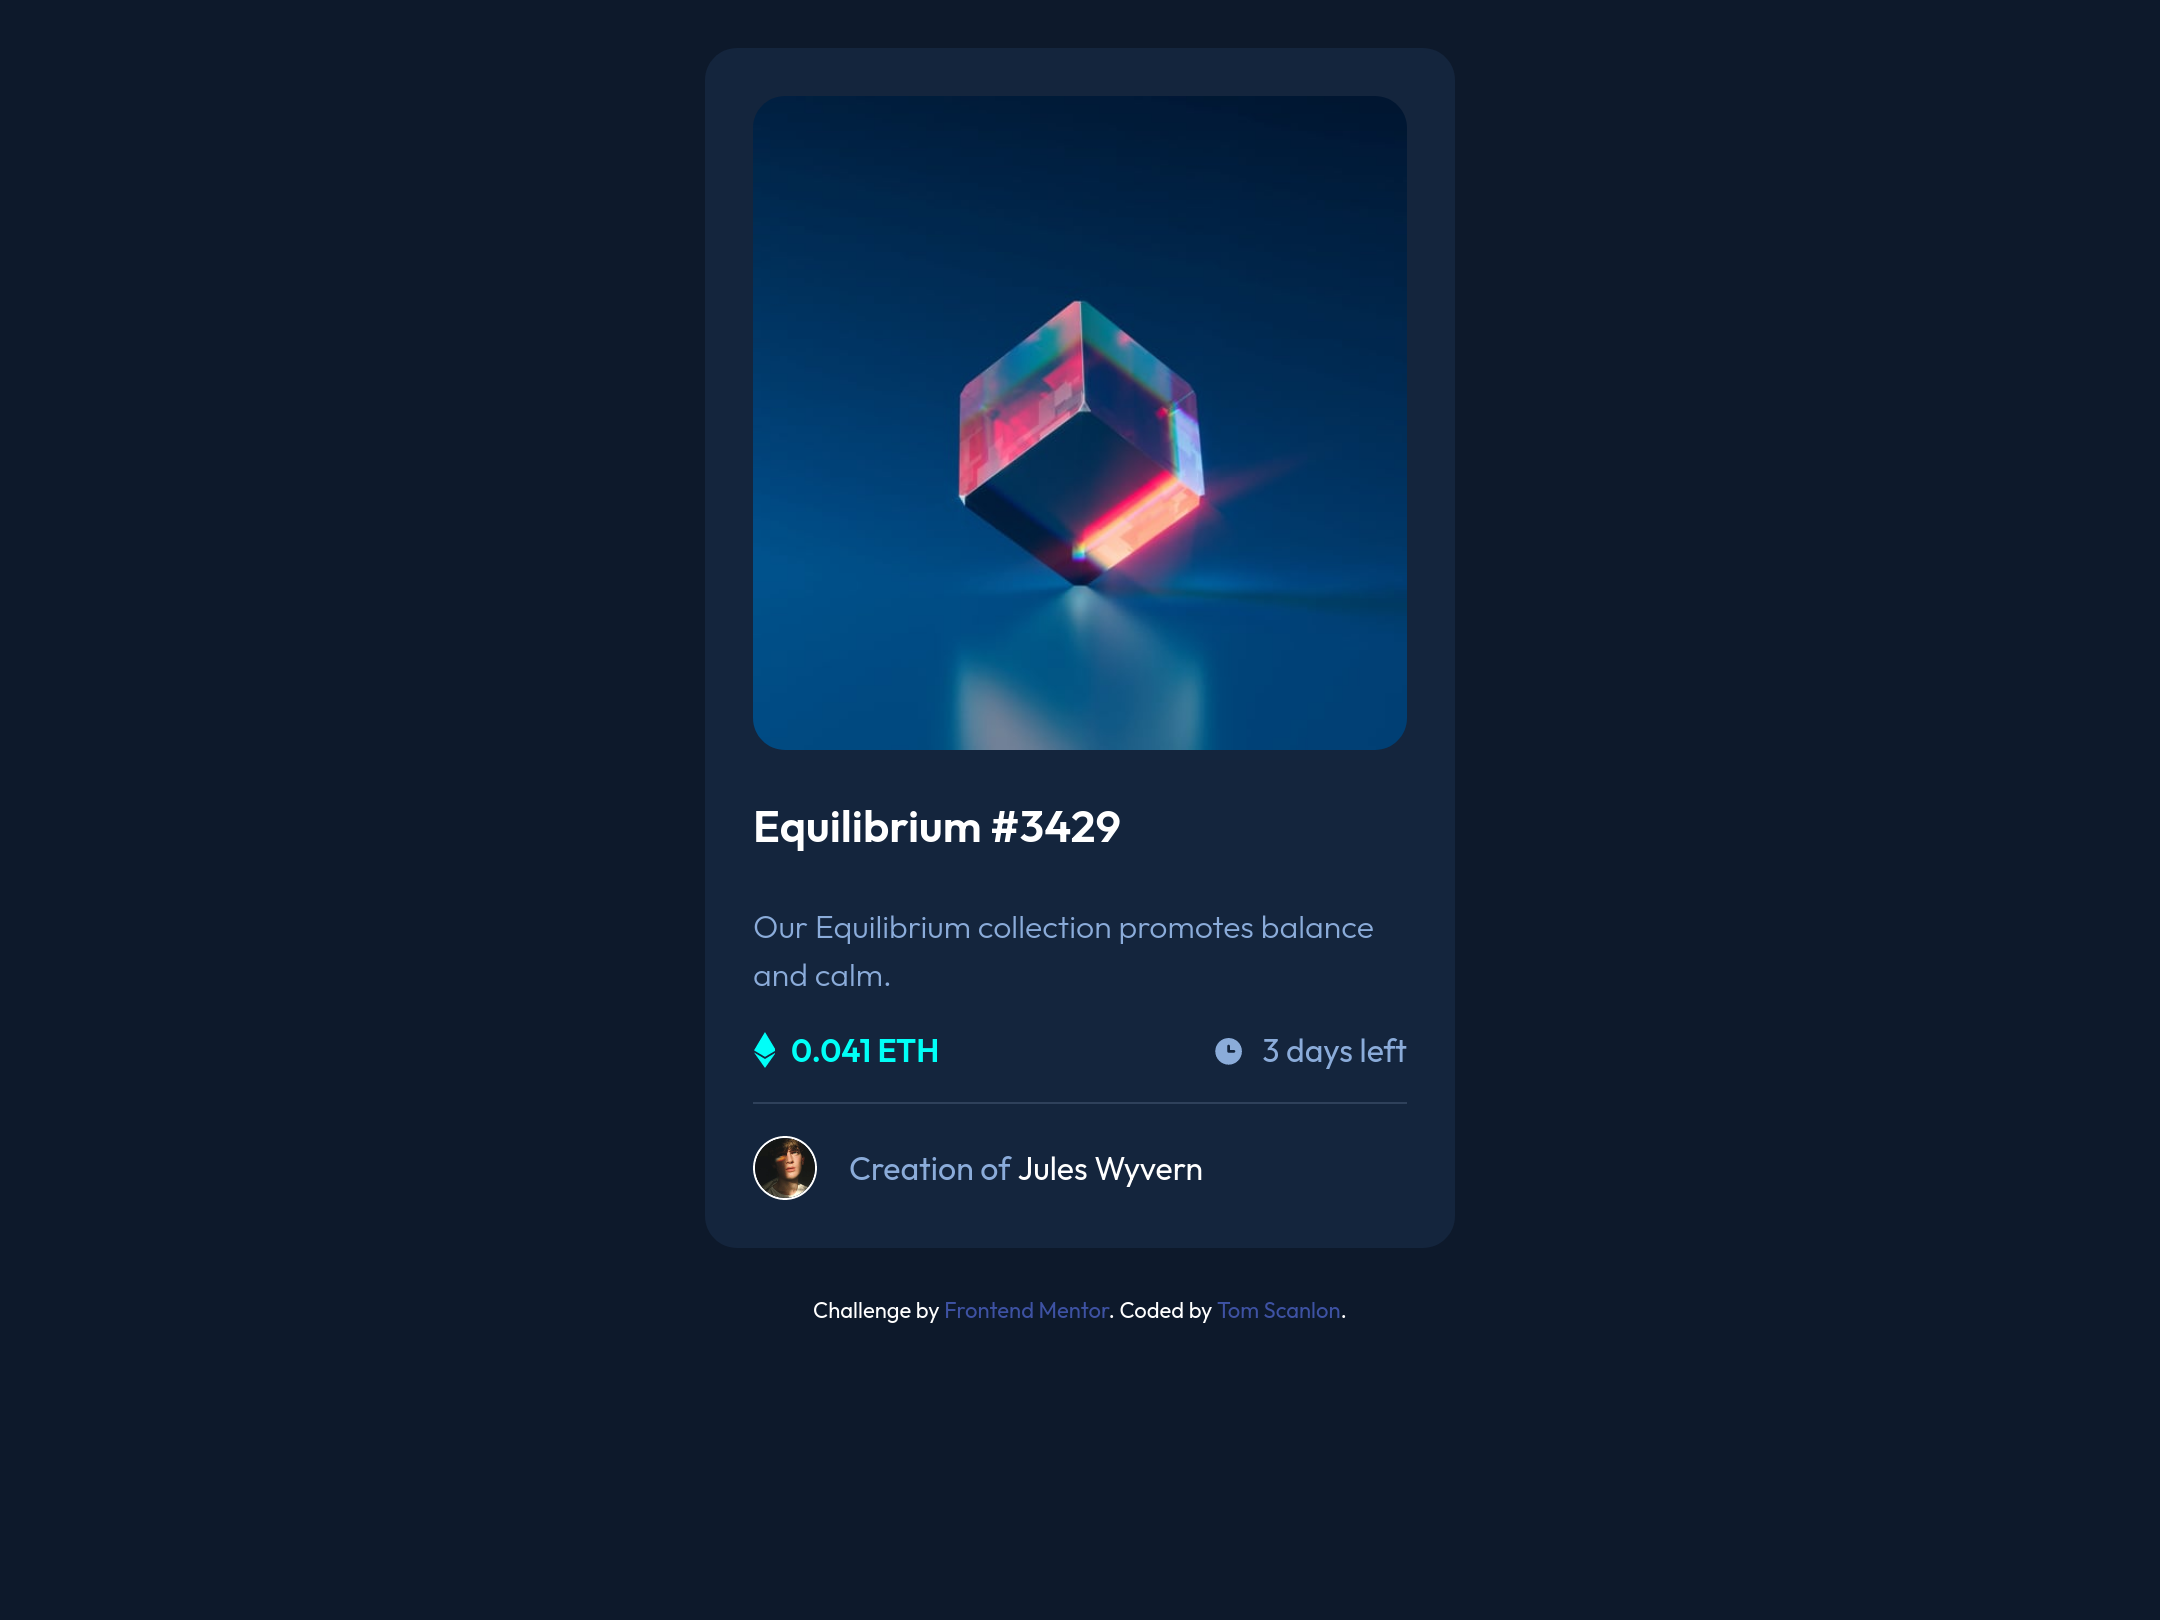 Equilibrium #3429
Our Equilibrium collection promotes balance
and calm.
0.041 ETH
3 days left
Creation of Jules Wyvern
Challenge by Frontend Mentor. Coded by Tom Scanlon.